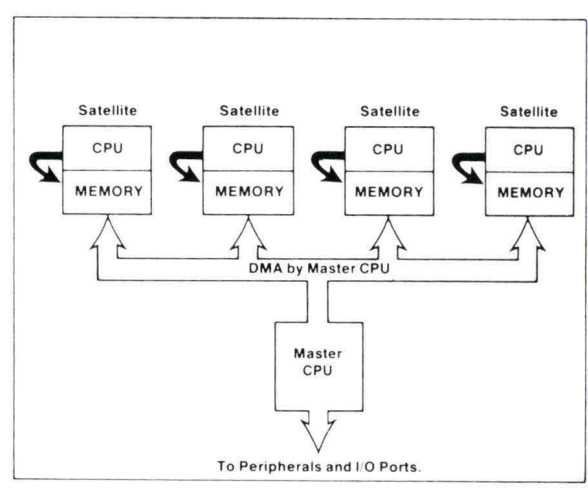 Satellite Satellite Satellite Satellite
CPU CPU CPU CPU
MEMORY MEMORY MEMORY MEMORY
DMA by Master CPU
Master
CPU
To Peripherals and I/O Ports.